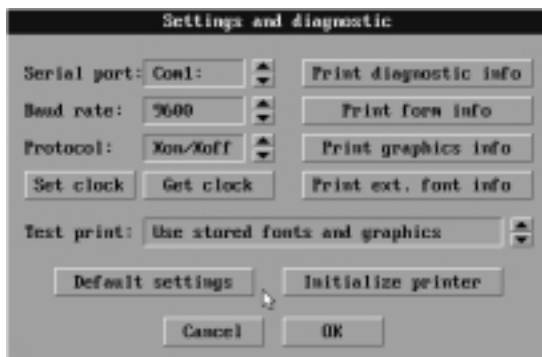 Settings and diagnostic
Serial port: Com1: Print diagnostic info
Baud rate: 9600 Print form info
Protocol: Xon/Xoff Print graphics info
Set clock Get clock Print ext. font info
Test print: Use stored fonts and graphics
Default settings Initialize printer
Cancel OK